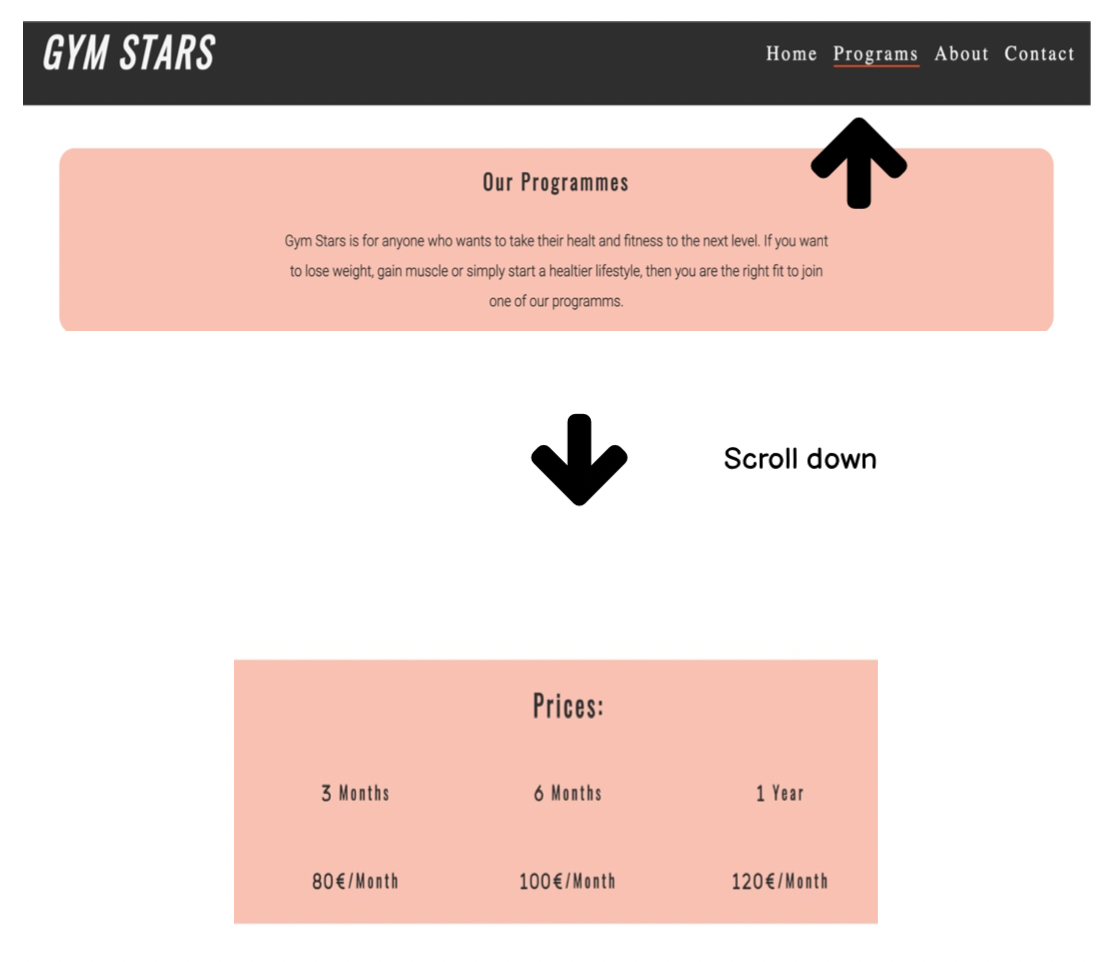 GYM STARS
Home Programs About Contact
Our Programmes
Gym Stars is for anyone who wants to take their healt and fitness to the next level. If you want
to lose weight, gain muscle or simply start a healtier lifestyle, then you are the right fit to join
one of our programms.
Scroll down
Prices:
3 Months 6 Months 1 Year
80€/Month 100€/Month 120€/Month